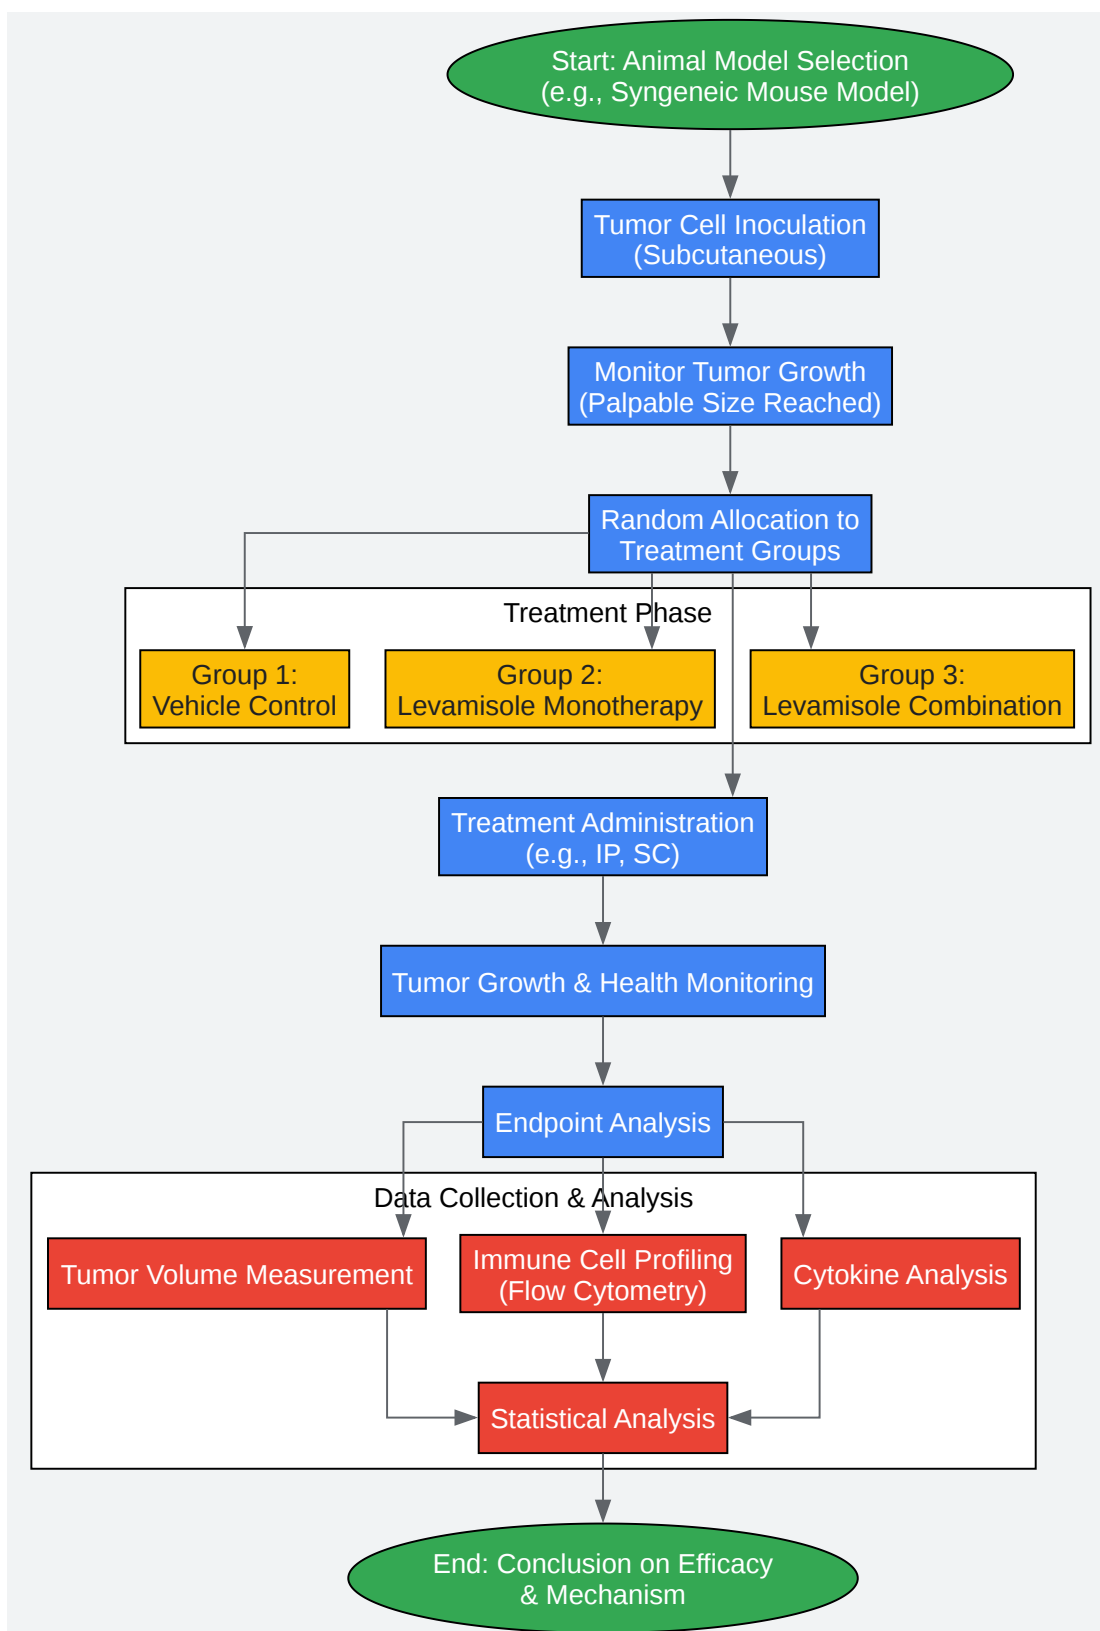 Start: Animal Model Selection
(e.g., Syngeneic Mouse Model)
Tumor Cell Inoculation
(Subcutaneous)
Monitor Tumor Growth
(Palpable Size Reached)
Random Allocation to
Treatment Groups
Treatment Phase
Group 1:
Vehicle Control
Group 2:
Levamisole Monotherapy
Group 3:
Levamisole Combination
Treatment Administration
(e.g., IP, SC)
Tumor Growth & Health Monitoring
Endpoint Analysis
Data Collection & Analysis
Tumor Volume Measurement
Immune Cell Profiling
(Flow Cytometry)
Cytokine Analysis
Statistical Analysis
End: Conclusion on Efficacy
& Mechanism